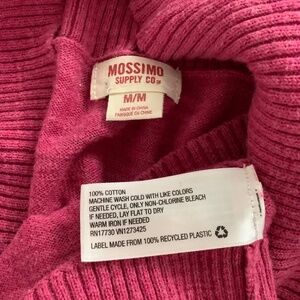 MOSSIMO
SUPPLY CO.
M/M
MADE IN CHINA
FABRIQUÉ EN CHINE
100% COTTON
MACHINE WASH COLD WITH LIKE COLORS
GENTLE CYCLE, ONLY NON-CHLORINE BLEACH
IF NEEDED, LAY FLAT TO DRY
WARM IRON IF NEEDED
RN17730 VN1273425
LABEL MADE FROM 100% RECYCLED PLASTIC